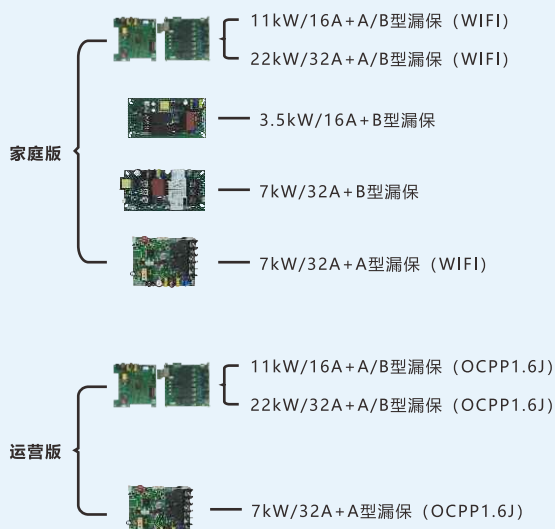 11kW/16A+A/B型漏保（WIFI）
22kW/32A+A/B型漏保（WIFI）
3.5kW/16A+B型漏保
家庭版
7kW/32A+B型漏保
7kW/32A+A型漏保（WIFI）
11kW/16A+A/B型漏保（OCPP1.6J）
22kW/32A+A/B型漏保（OCPP1.6J）
运营版
7kW/32A+A型漏保（OCPP1.6J）